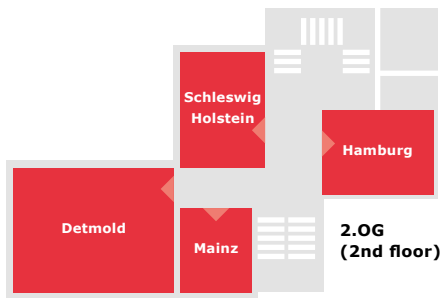 Schleswig
Holstein
Hamburg
Detmold
Mainz
2.OG
(2nd floor)